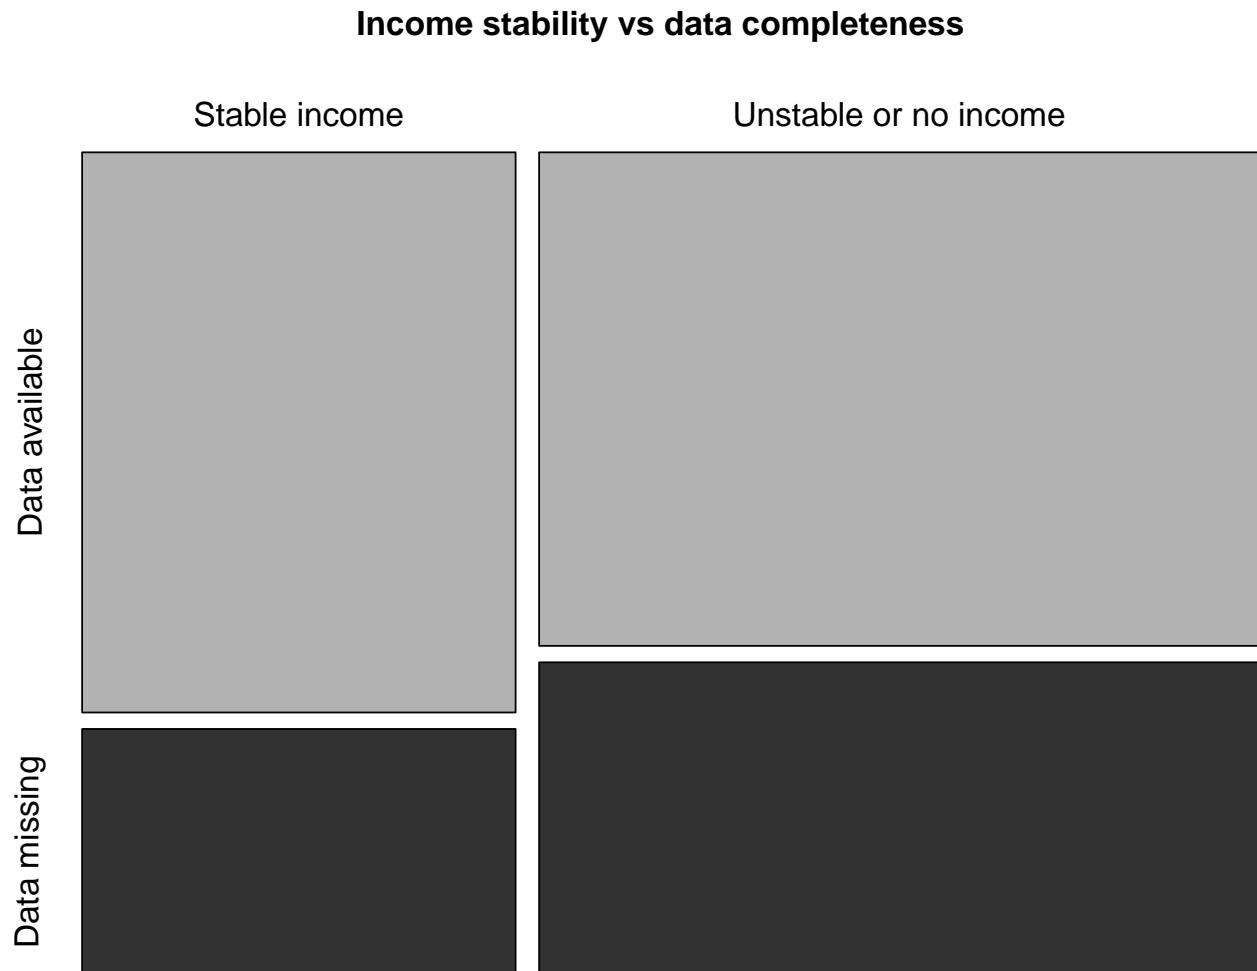 Income stability vs data completeness
Stable income
Unstable or no income
Data available
Data missing